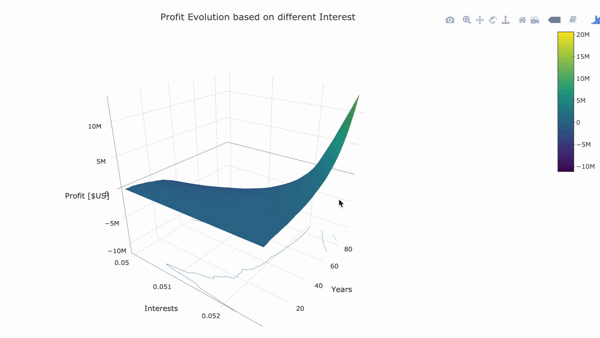 Profit Evolution based on different Interest
20M
15M
10M
5M
0
−5M
−10M
10M
5M
0
Profit [$US]
−5M
−10M
0.05
0.051
0.052
Interests
80
60
40
20
Years